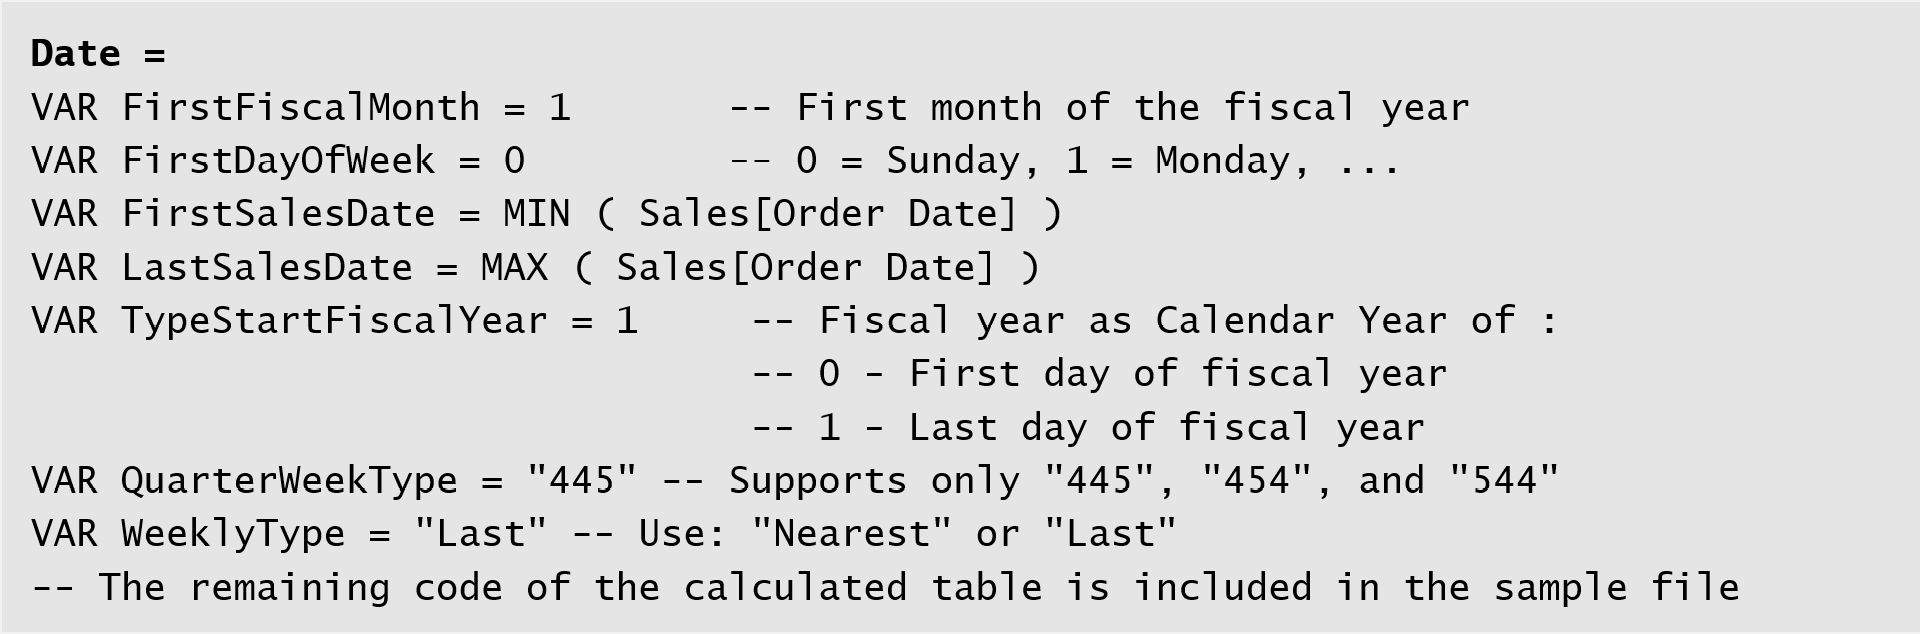 Date =
VAR FirstFiscalMonth = 1       -- First month of the fiscal year
VAR FirstDayOfWeek = 0         -- 0 = Sunday, 1 = Monday, ...
VAR FirstSalesDate = MIN ( Sales[Order Date] )
VAR LastSalesDate = MAX ( Sales[Order Date] )
VAR TypeStartFiscalYear = 1     -- Fiscal year as Calendar Year of :
                                -- 0 - First day of fiscal year
                                -- 1 - Last day of fiscal year
VAR QuarterWeekType = "445" -- Supports only "445", "454", and "544"
VAR WeeklyType = "Last" -- Use: "Nearest" or "Last"
-- The remaining code of the calculated table is included in the sample file